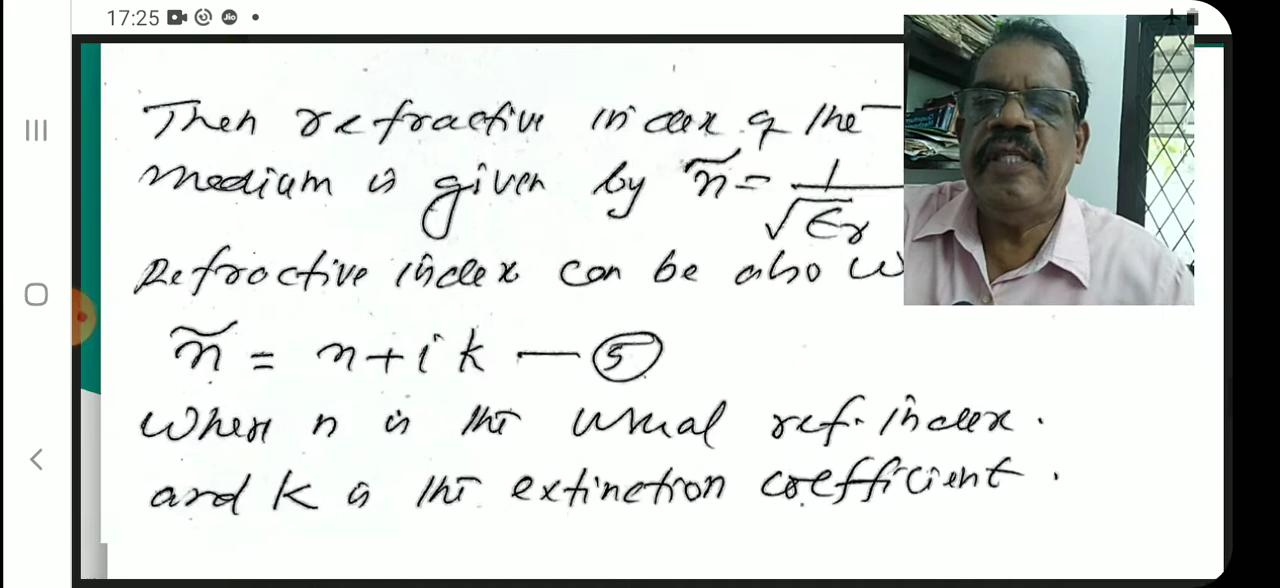 17:25 Jio
Then refractive index of the
medium is given by ñ = 1/√εr
Refractive index can be also w
ñ = n + i k — ⑤
Where n is the usual ref. index.
and k is the extinction coefficient.